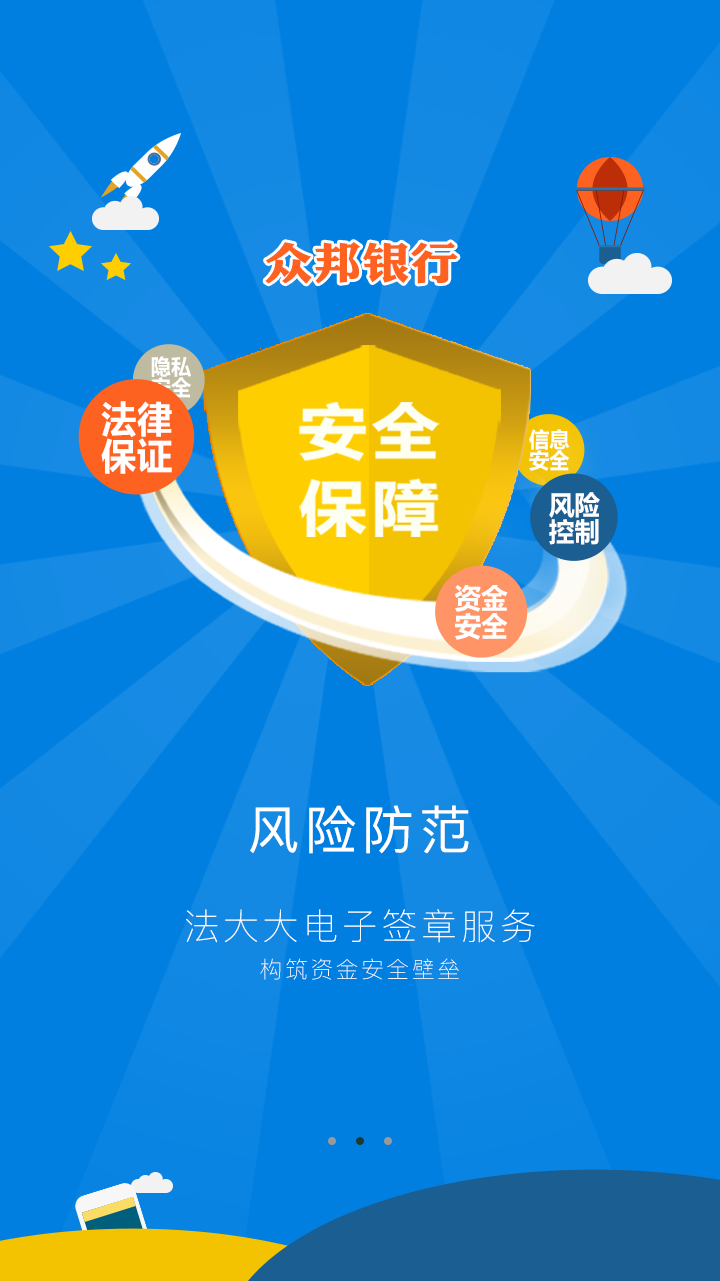 众邦银行
安全
保障
隐私
安全
法律
保证
信息
安全
风险
控制
资金
安全
风险防范
法大大电子签章服务
构筑资金安全壁垒